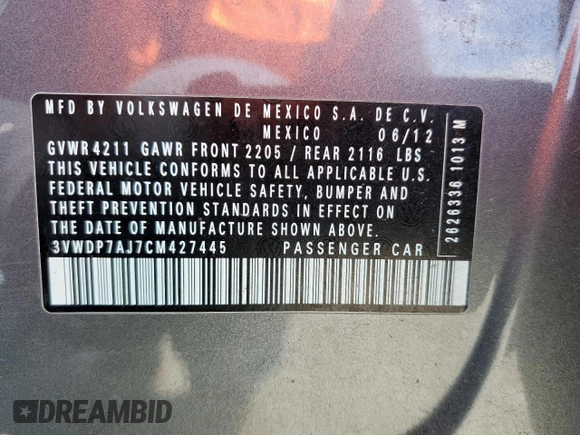 MFD BY VOLKSWAGEN DE MEXICO S.A. DE C.V.
MEXICO 06/12
GVWR 4211 GAWR FRONT 2205 / REAR 2116 LBS
THIS VEHICLE CONFORMS TO ALL APPLICABLE U.S.
FEDERAL MOTOR VEHICLE SAFETY, BUMPER AND
THEFT PREVENTION STANDARDS IN EFFECT ON
THE DATE OF MANUFACTURE SHOWN ABOVE.
3VWDP7AJ7CM427445 PASSENGER CAR
2626336 1013 M
DREAMBID